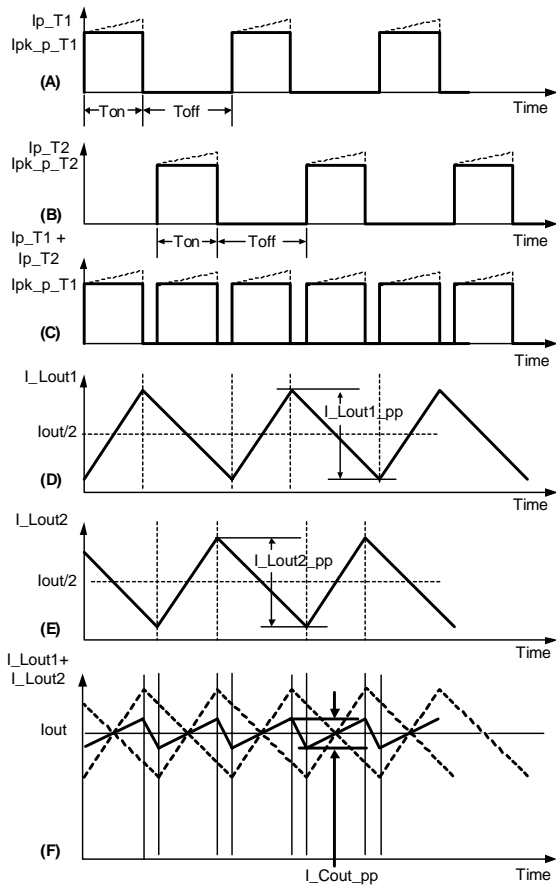 Ip_T1
Ipk_p_T1
(A)
Time
Ton
Toff
Ip_T2
Ipk_p_T2
(B)
Time
Ton
Toff
Ip_T1 +
Ip_T2
Ipk_p_T1
(C)
Time
I_Lout1
I_Lout1_pp
Iout/2
(D)
Time
I_Lout2
I_Lout2_pp
Iout/2
(E)
Time
I_Lout1+
I_Lout2
Iout
(F)
Time
I_Cout_pp